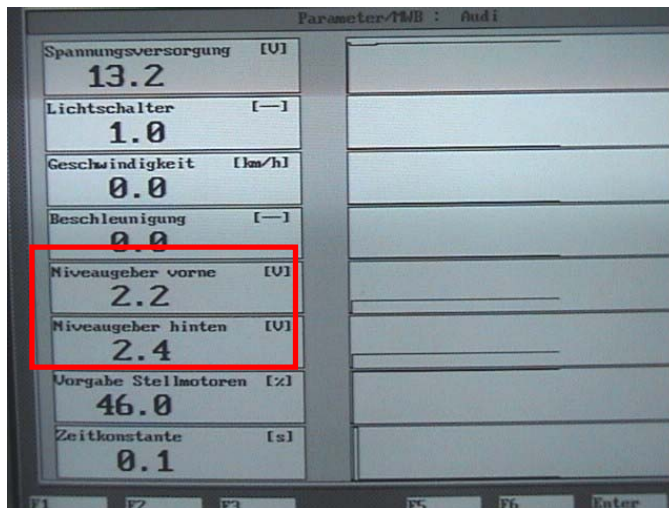 Parameter/MWB : Audi
Spannungsversorgung [V]
13.2
Lichtschalter [—]
1.0
Geschwindigkeit [km/h]
0.0
Beschleunigung [—]
0.0
Niveaugeber vorne [V]
2.2
Niveaugeber hinten [V]
2.4
Vorgabe Stellmotoren [%]
46.0
Zeitkonstante [s]
0.1
F1 F2 F3 F5 F6 Enter